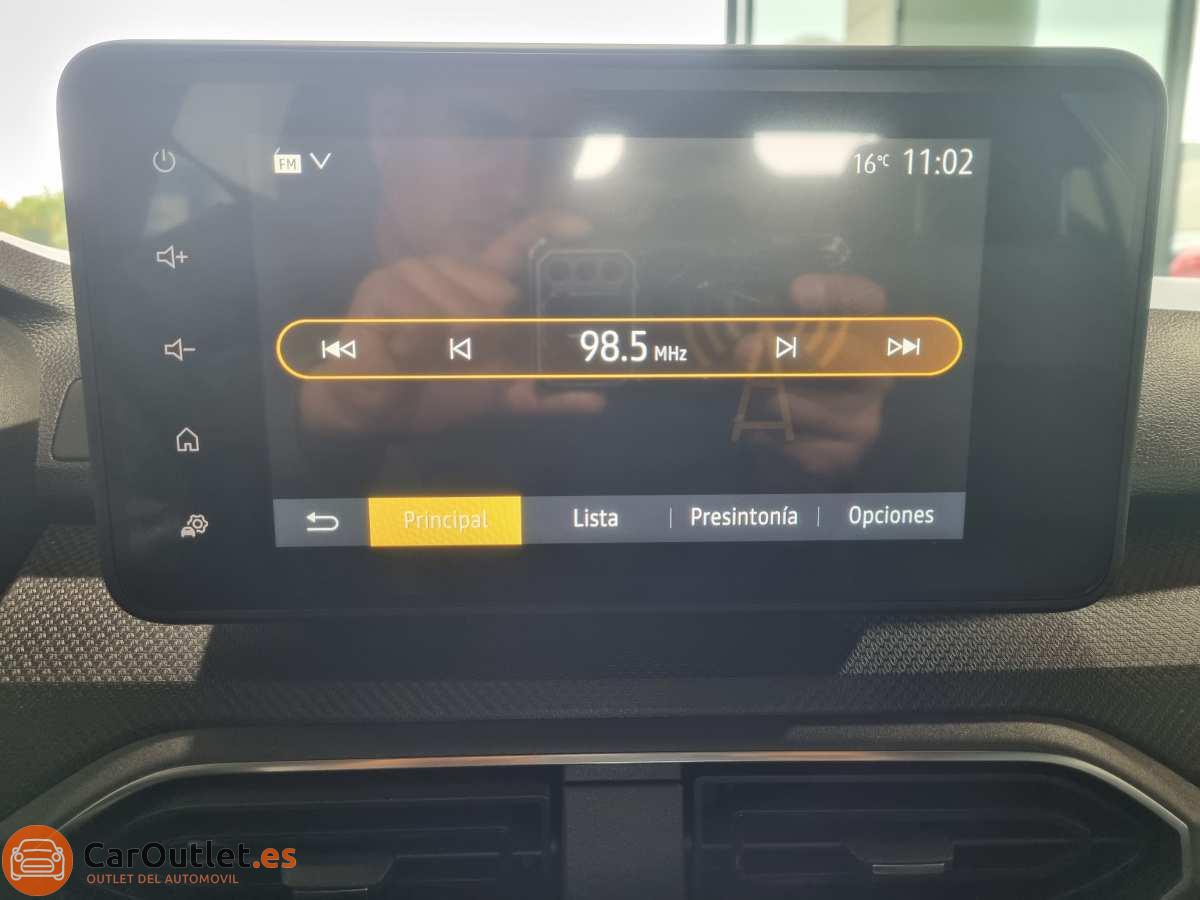 FM
16°C 11:02
98.5 MHz
Principal Lista Presintonía Opciones
CarOutlet.es
OUTLET DEL AUTOMOVIL